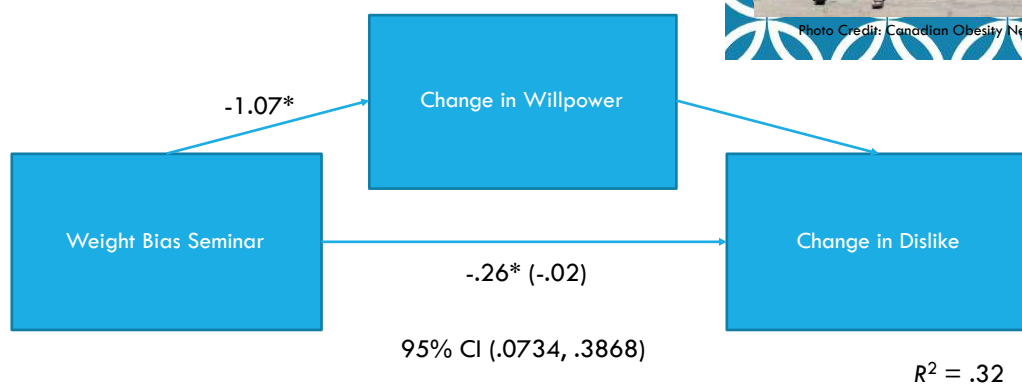 Photo Credit: Canadian Obesity Ne
-1.07*
Change in Willpower
Weight Bias Seminar
Change in Dislike
-.26* (-.02)
95% CI (.0734, .3868)
R² = .32